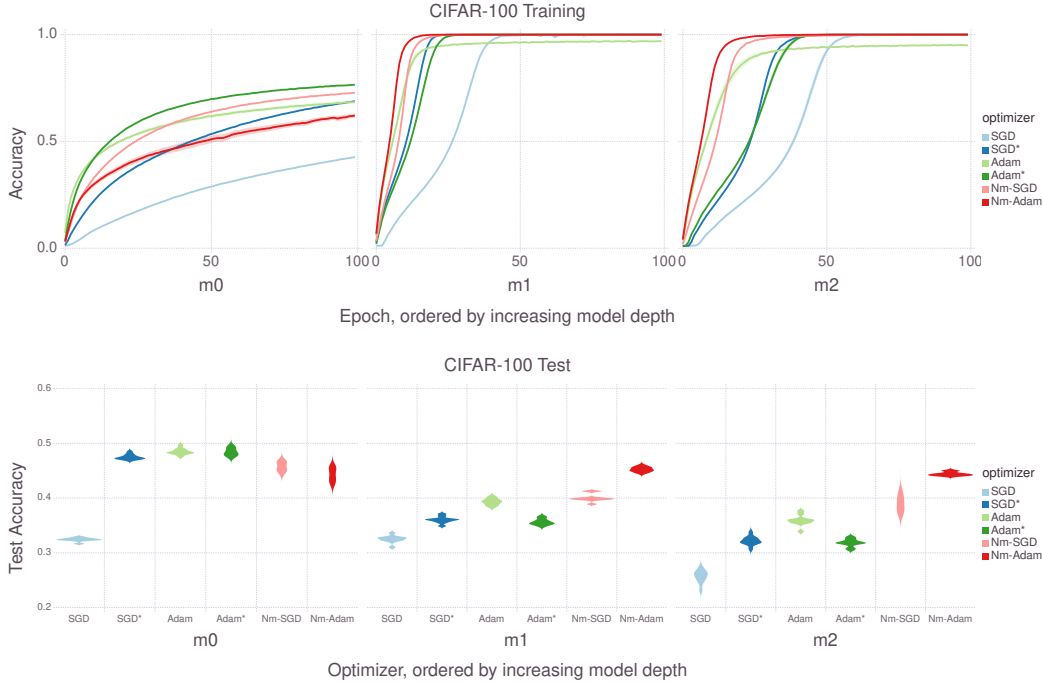 CIFAR-100 Training
Accuracy
1.0
0.5
0.0
0 50 100 0 50 100 0 50 100
m0 m1 m2
Epoch, ordered by increasing model depth
optimizer
SGD
SGD*
Adam
Adam*
Nm-SGD
Nm-Adam
CIFAR-100 Test
Test Accuracy
0.6
0.5
0.4
0.3
0.2
SGD SGD* Adam Adam* Nm-SGD Nm-Adam SGD SGD* Adam Adam* Nm-SGD Nm-Adam SGD SGD* Adam Adam* Nm-SGD Nm-Adam
m0 m1 m2
Optimizer, ordered by increasing model depth
optimizer
SGD
SGD*
Adam
Adam*
Nm-SGD
Nm-Adam